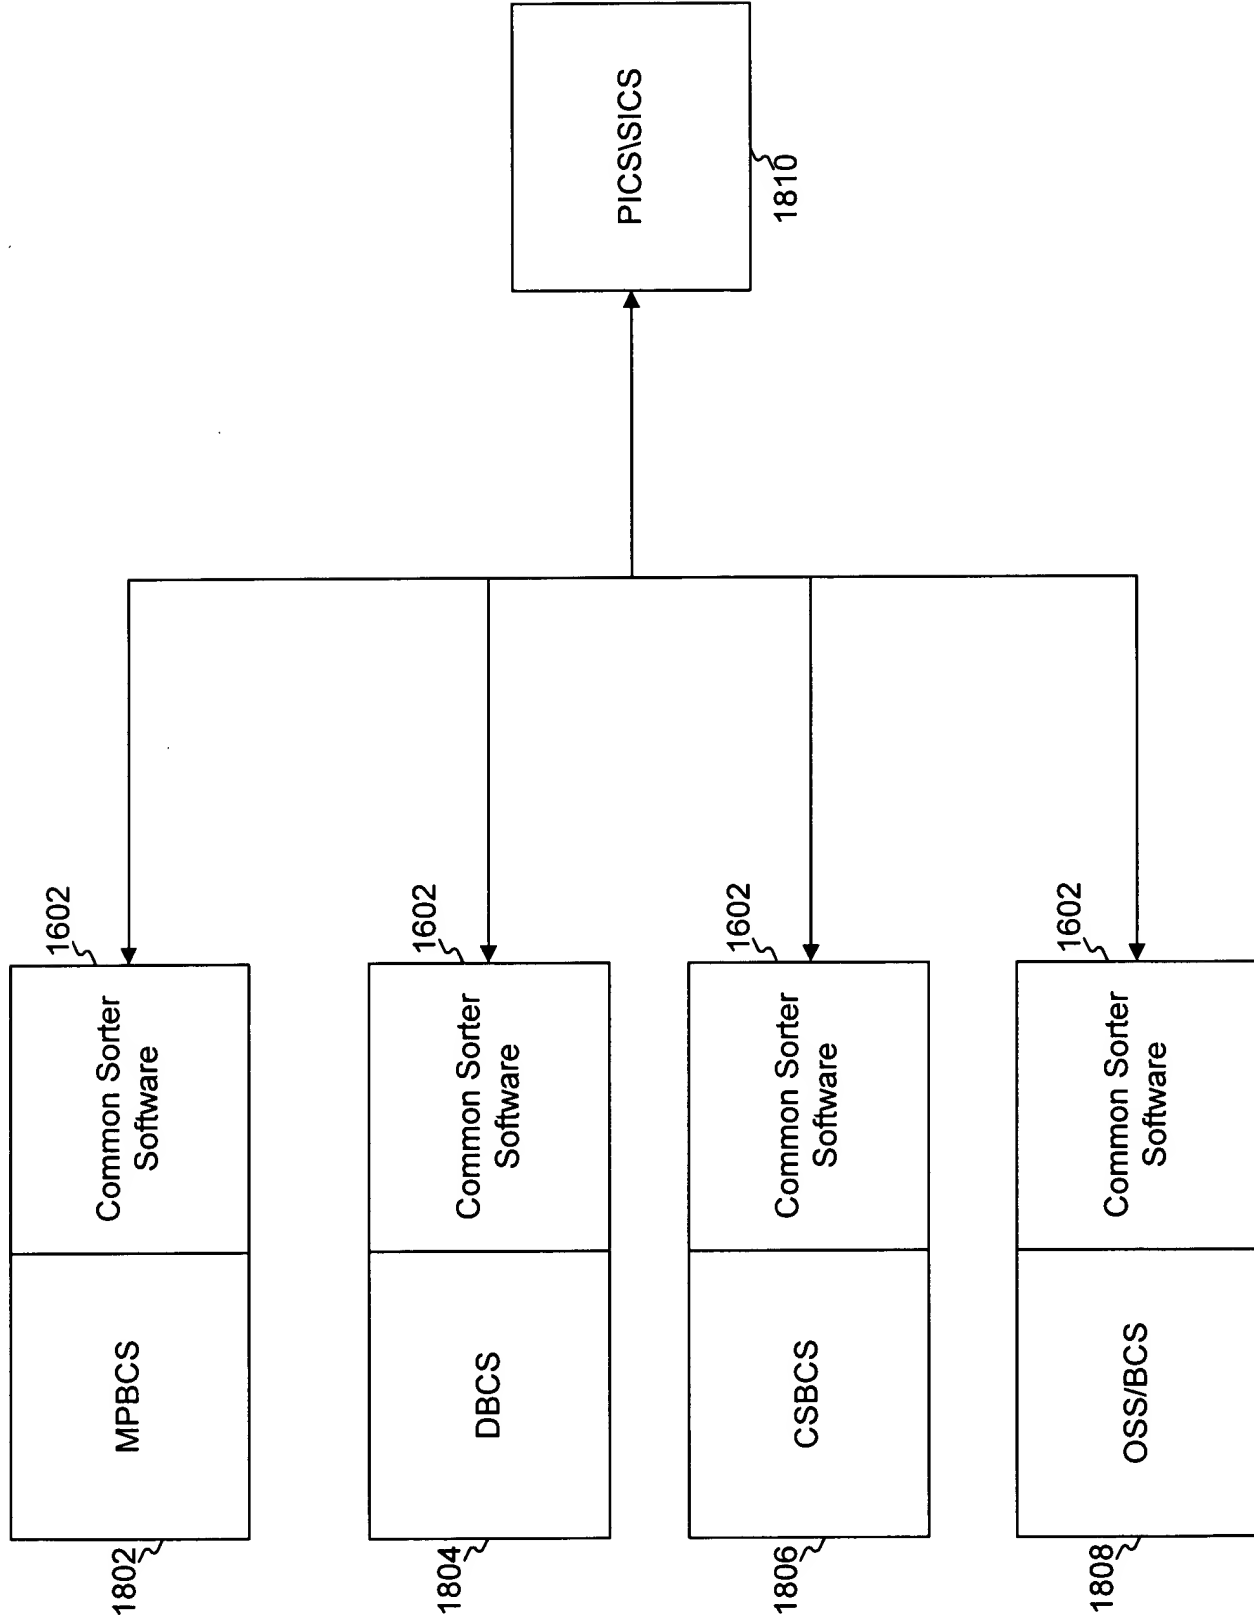 1802
MPBCS
Common Sorter
Software
1602
1804
DBCS
Common Sorter
Software
1602
1806
CSBCS
Common Sorter
Software
1602
1808
OSS/BCS
Common Sorter
Software
1602
PICS\SICS
1810